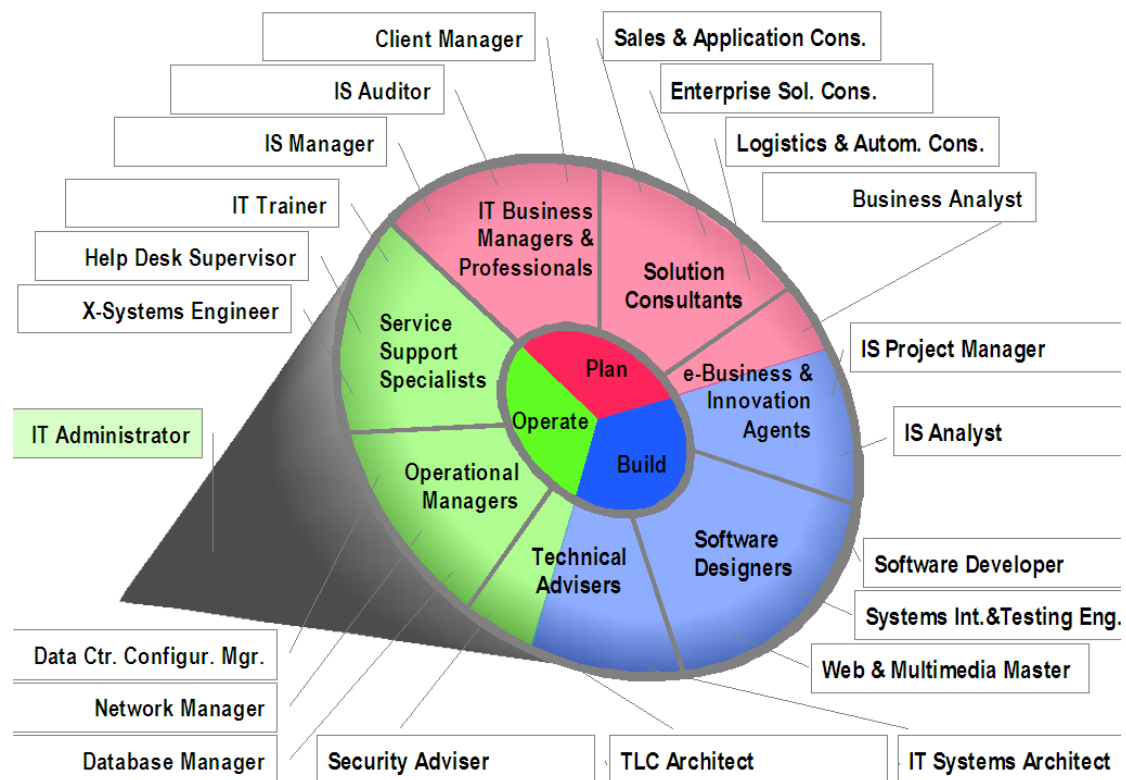 Client Manager
Sales & Application Cons.
IS Auditor
Enterprise Sol. Cons.
IS Manager
Logistics & Autom. Cons.
IT Trainer
Business Analyst
Help Desk Supervisor
X-Systems Engineer
IT Business
Managers &
Professionals
Solution
Consultants
Service
Support
Specialists
Plan
e-Business &
Innovation
Agents
IS Project Manager
Operate
Build
IT Administrator
IS Analyst
Operational
Managers
Technical
Advisers
Software
Designers
Software Developer
Systems Int.&Testing Eng.
Web & Multimedia Master
Data Ctr. Configur. Mgr.
Network Manager
Database Manager
Security Adviser
TLC Architect
IT Systems Architect